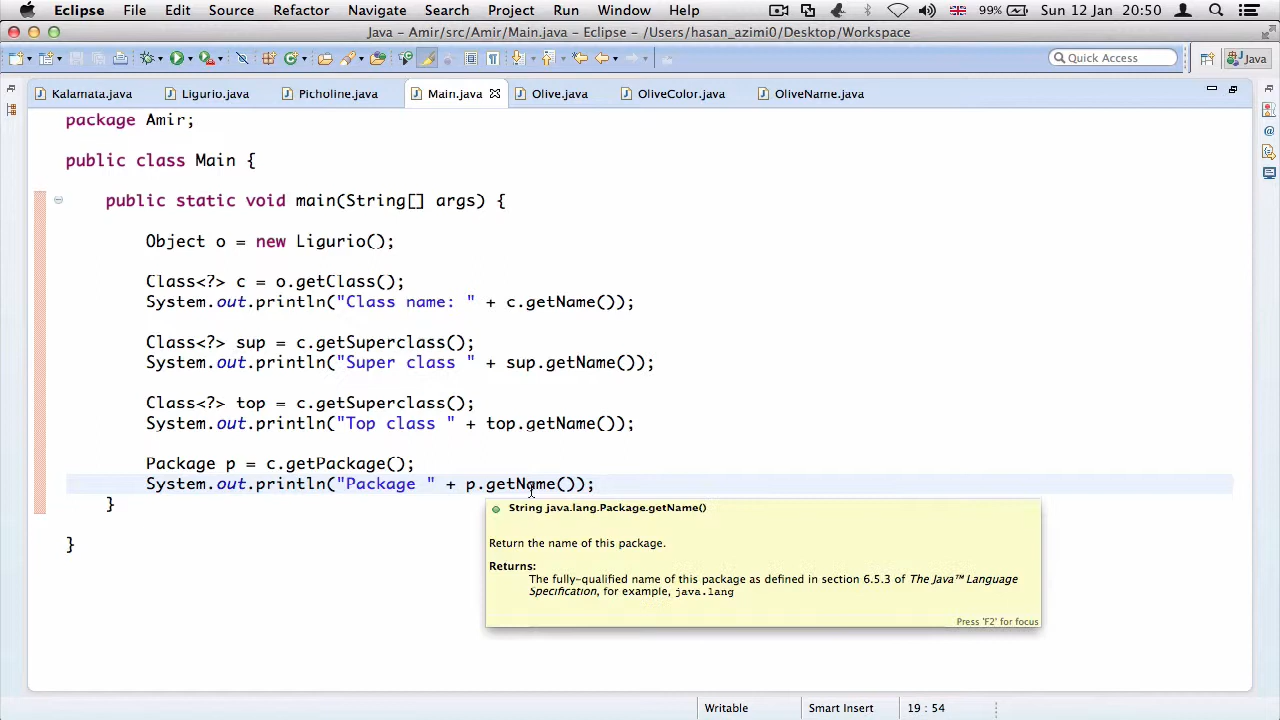 Eclipse File Edit Source Refactor Navigate Search Project Run Window Help 99% Sun 12 Jan 20:50
Java - Amir/src/Amir/Main.java - Eclipse - /Users/hasan_azimi0/Desktop/Workspace
Quick Access Java
Kalamata.java Ligurio.java Picholine.java Main.java Olive.java OliveColor.java OliveName.java
package Amir;
public class Main {
public static void main(String[] args) {
Object o = new Ligurio();
Class<?> c = o.getClass();
System.out.println("Class name: " + c.getName());
Class<?> sup = c.getSuperclass();
System.out.println("Super class " + sup.getName());
Class<?> top = c.getSuperclass();
System.out.println("Top class " + top.getName());
Package p = c.getPackage();
System.out.println("Package " + p.getName());
}
}
String java.lang.Package.getName()
Return the name of this package.
Returns:
The fully-qualified name of this package as defined in section 6.5.3 of The Java™ Language
Specification, for example, java.lang
Press 'F2' for focus
Writable Smart Insert 19 : 54